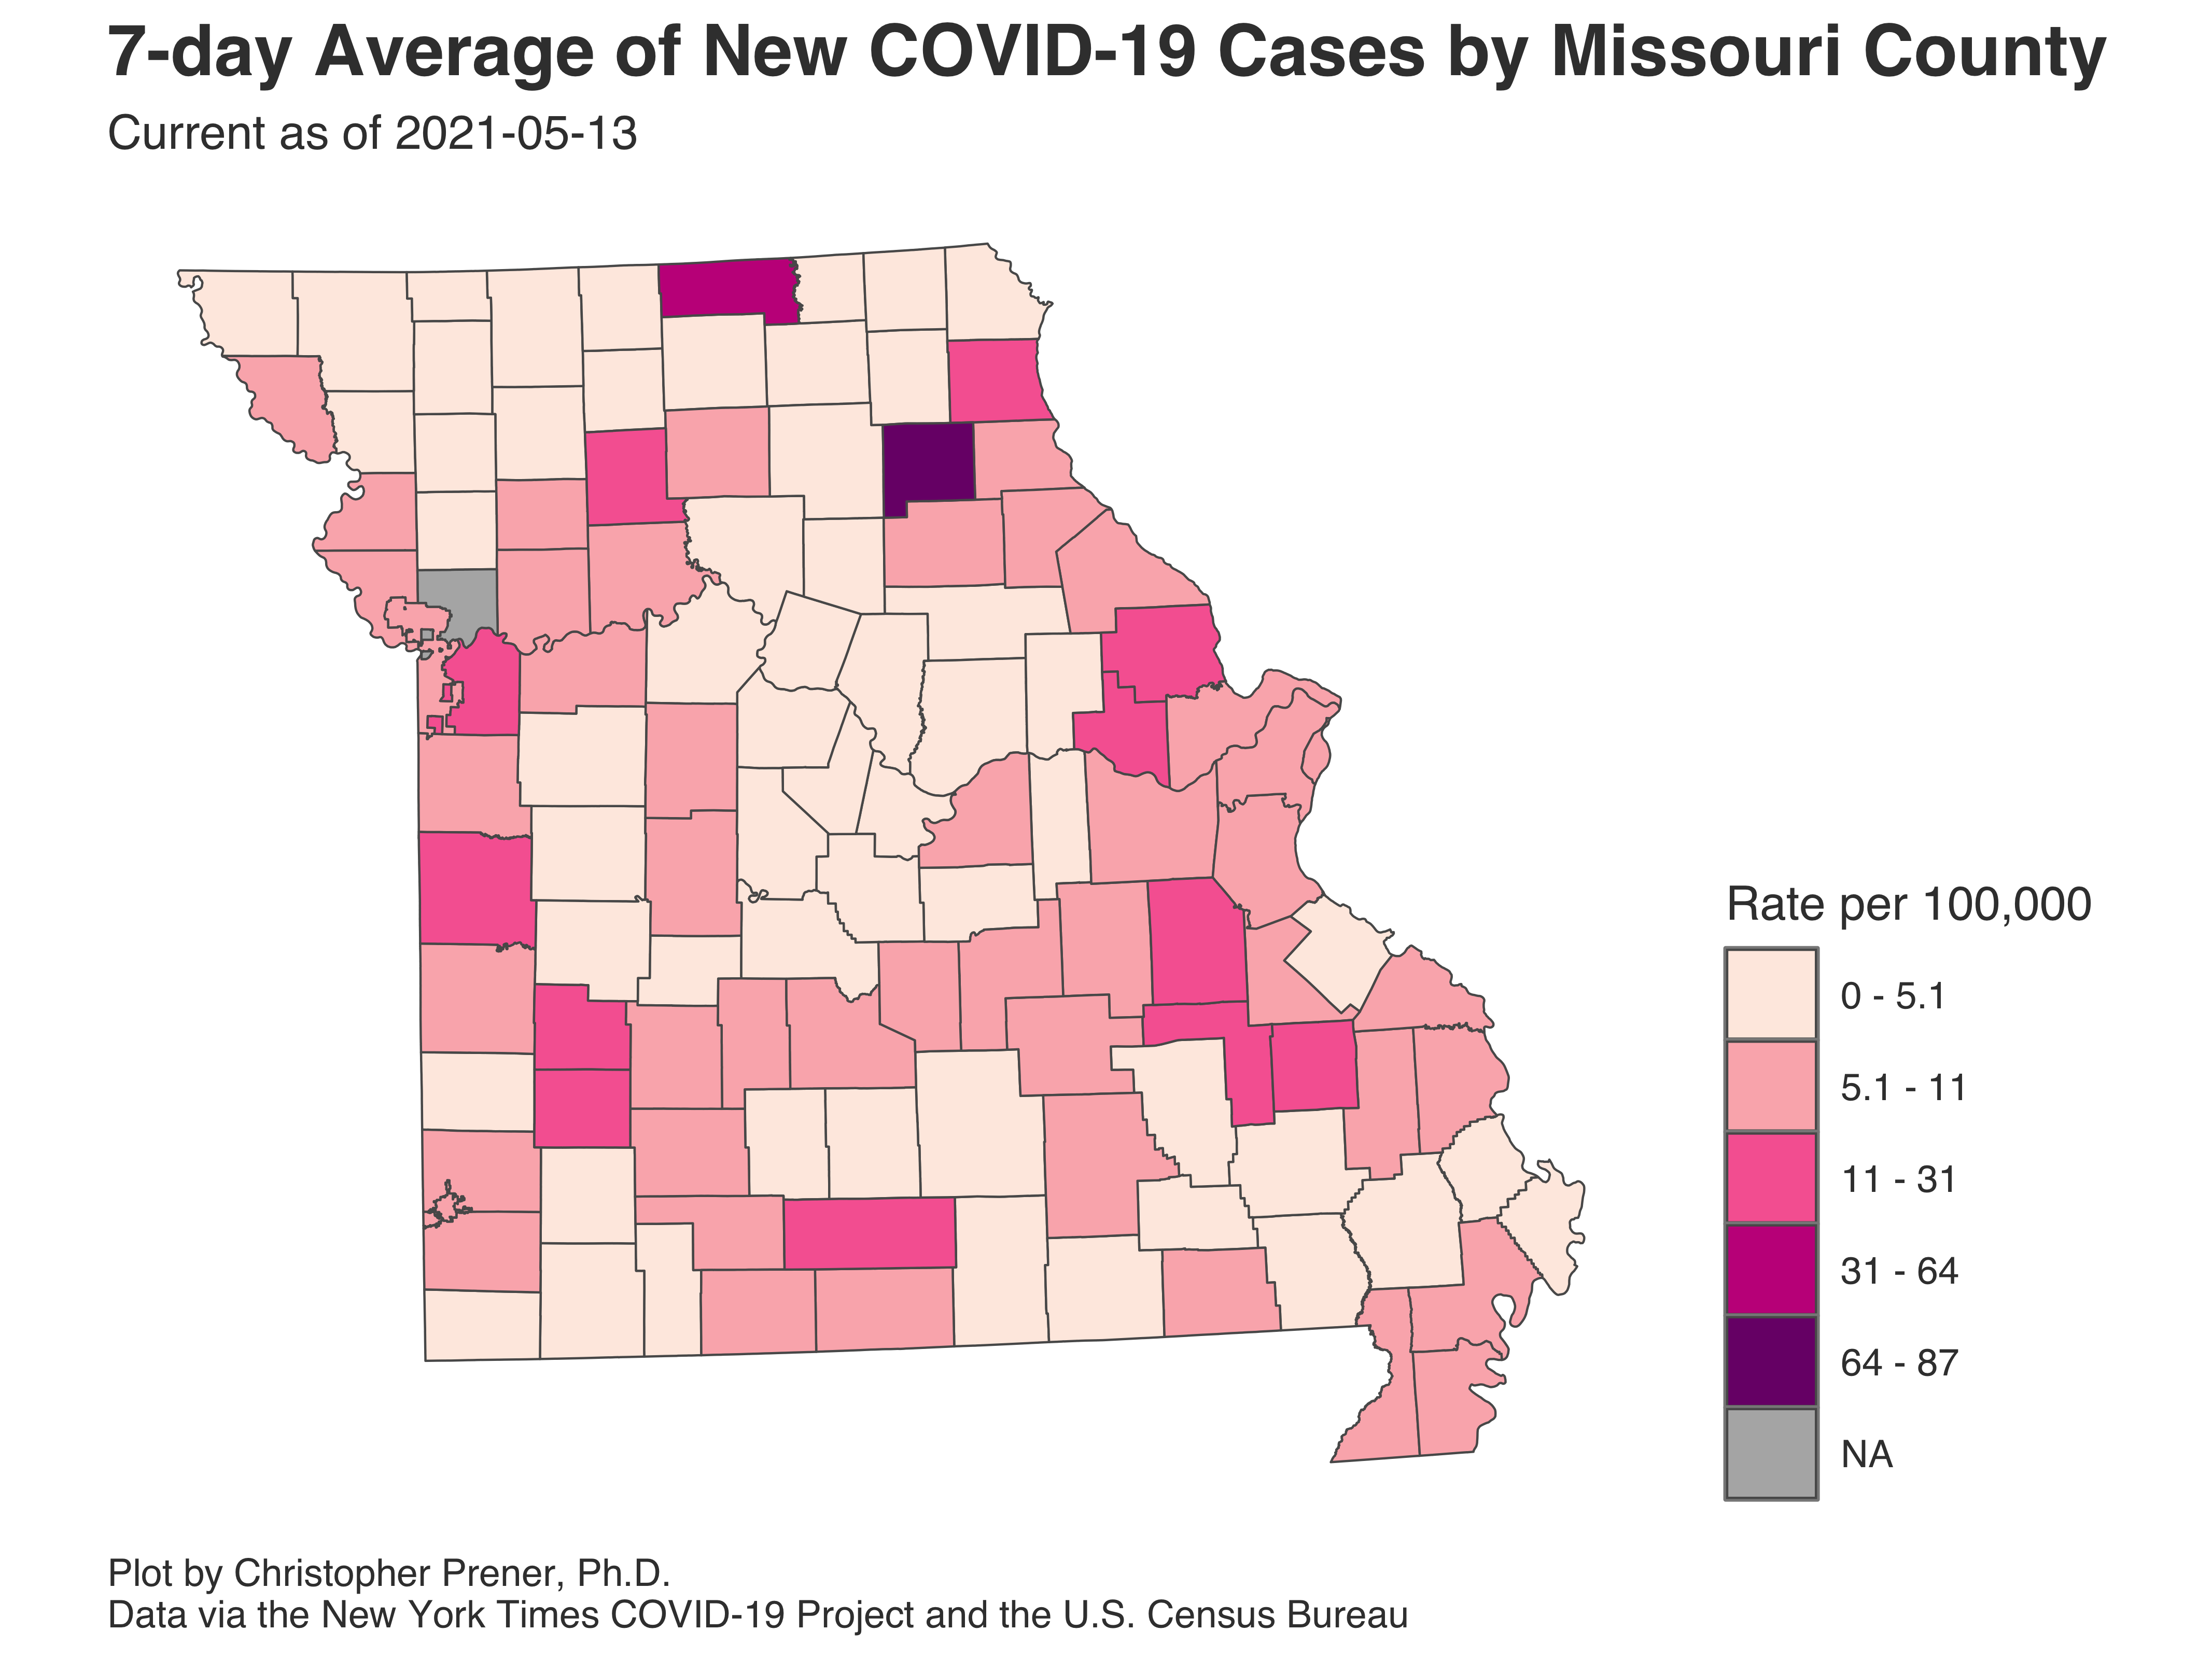 7-day Average of New COVID-19 Cases by Missouri County
Current as of 2021-05-13
Rate per 100,000
0 - 5.1
5.1 - 11
11 - 31
31 - 64
64 - 87
NA
Plot by Christopher Prener, Ph.D.
Data via the New York Times COVID-19 Project and the U.S. Census Bureau